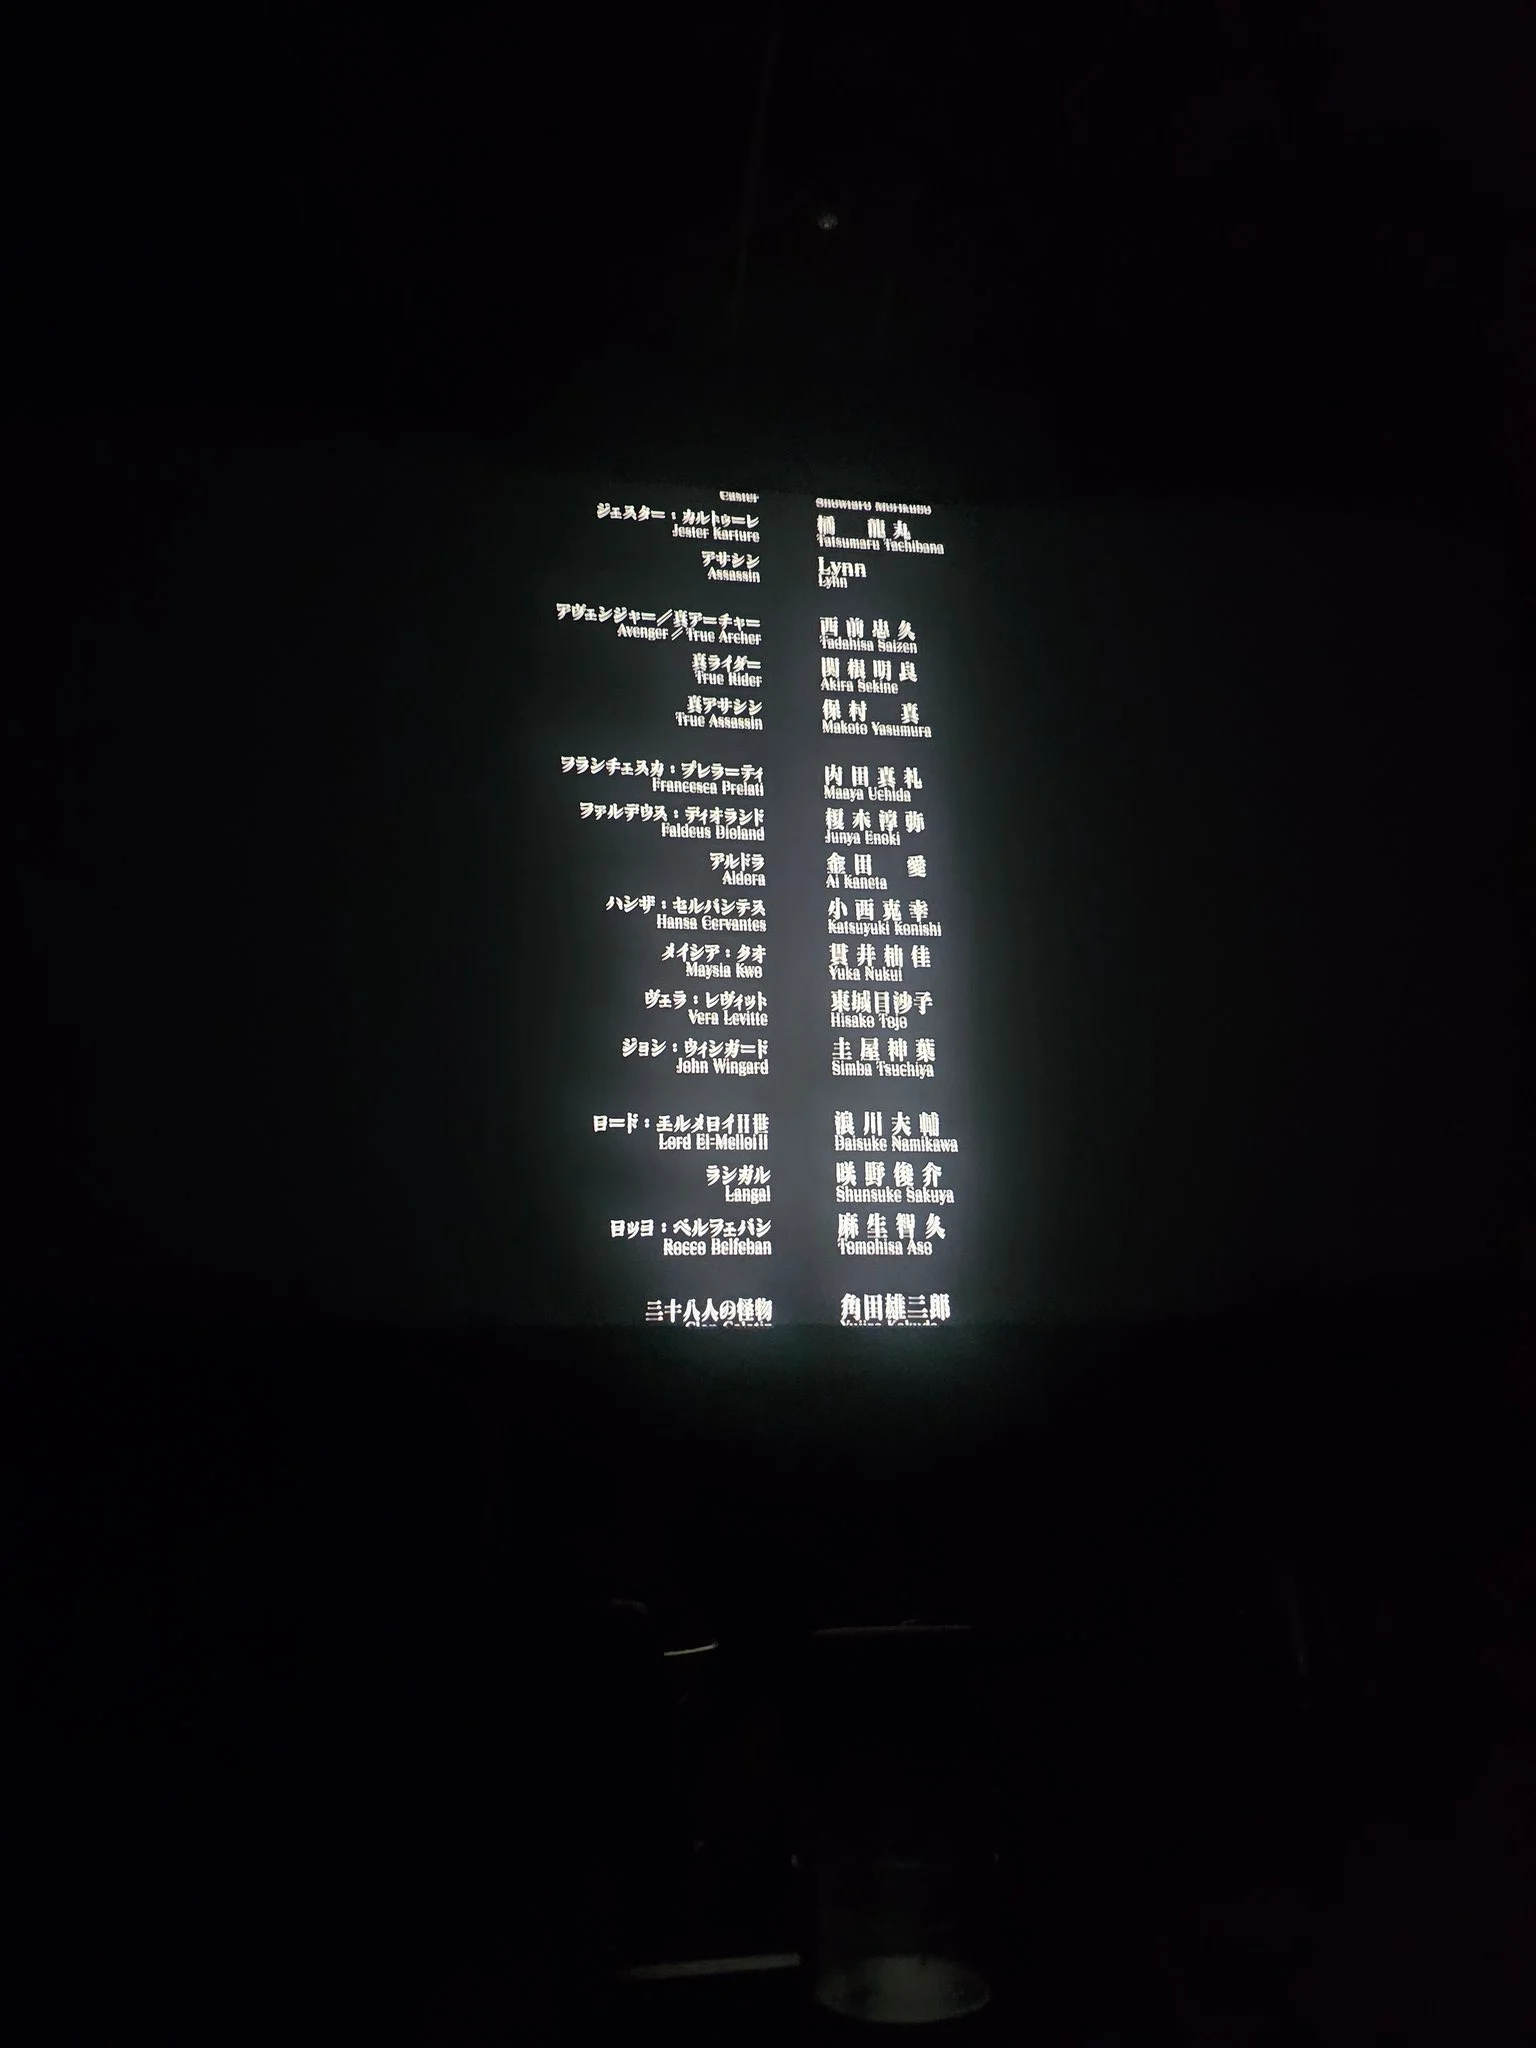 Caster
ジェスター：カルトゥーレ 橘 龍丸
Jester Karture Tatsumaru Tachibana
アサシン Lynn
Assassin Lynn
アヴェンジャー／真アーチャー 西前忠久
Avenger／True Archer Tadahisa Saizen
真ライダー 関根明良
True Rider Akira Sekine
真アサシン 保村 真
True Assassin Makoto Yasumura
フランチェスカ：プレラーティ 内田真礼
Francesca Prelati Maaya Uchida
ファルデウス：ディオランド 榎木淳弥
Faldeus Dioland Junya Enoki
アルドラ 金田 愛
Aldora Ai Kaneta
ハンザ：セルバンテス 小西克幸
Hansa Cervantes Katsuyuki Konishi
メイシア：クオ 貫井柚佳
Maysia Kwo Yuka Nukui
ヴェラ：レヴィット 東城日沙子
Vera Levitte Hisako Tojo
ジョン：ウィンガード 土屋神葉
John Wingard Simba Tsuchiya
ロード：エルメロイII世 浪川大輔
Lord El-Melloi II Daisuke Namikawa
ランガル 咲野俊介
Langal Shunsuke Sakuya
ロッコ：ベルフェバン 麻生智久
Rocco Belfeban Tomohisa Aso
三十八人の怪物 角田雄二郎